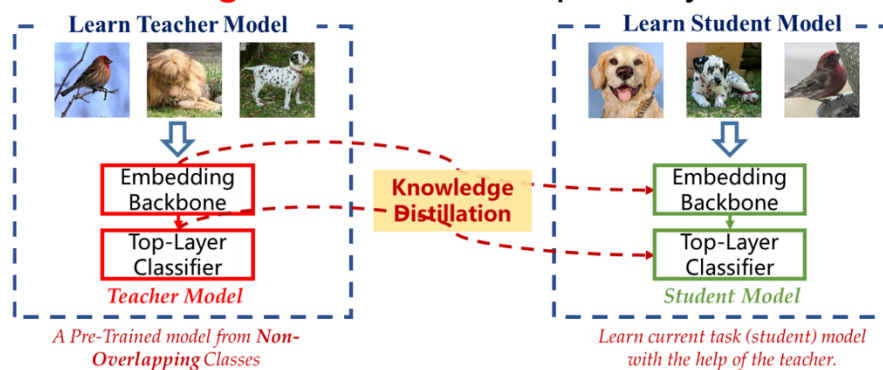 Learn Teacher Model
Learn Student Model
Embedding
Backbone
Top-Layer
Classifier
Teacher Model
Knowledge
Distillation
Embedding
Backbone
Top-Layer
Classifier
Student Model
A Pre-Trained model from Non-
Overlapping Classes
Learn current task (student) model
with the help of the teacher.